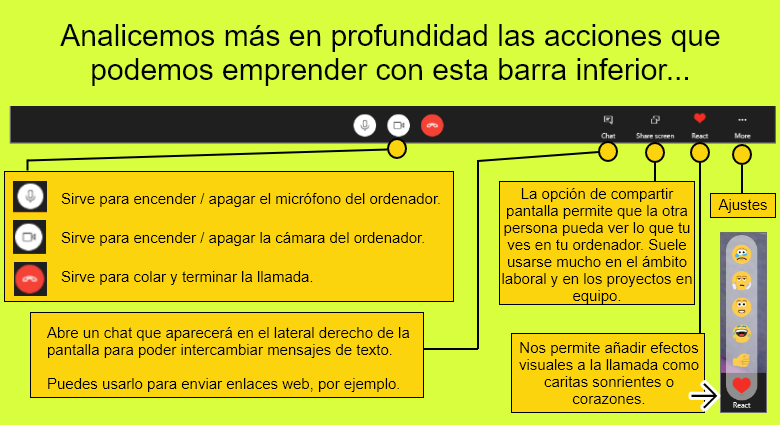 Analicemos más en profundidad las acciones que
podemos emprender con esta barra inferior...
Chat
Share screen
React
More
Sirve para encender / apagar el micrófono del ordenador.
Sirve para encender / apagar la cámara del ordenador.
Sirve para colar y terminar la llamada.
Abre un chat que aparecerá en el lateral derecho de la
pantalla para poder intercambiar mensajes de texto.
Puedes usarlo para enviar enlaces web, por ejemplo.
La opción de compartir
pantalla permite que la otra
persona pueda ver lo que tu
ves en tu ordenador. Suele
usarse mucho en el ámbito
laboral y en los proyectos en
equipo.
Ajustes
Nos permite añadir efectos
visuales a la llamada como
caritas sonrientes o
corazones.
React